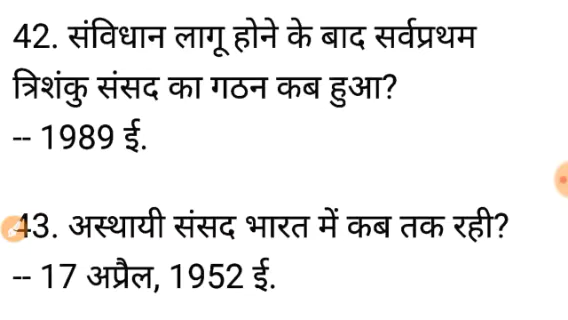 42. संविधान लागू होने के बाद सर्वप्रथम
त्रिशंकु संसद का गठन कब हुआ?
-- 1989 ई.
43. अस्थायी संसद भारत में कब तक रही?
-- 17 अप्रैल, 1952 ई.